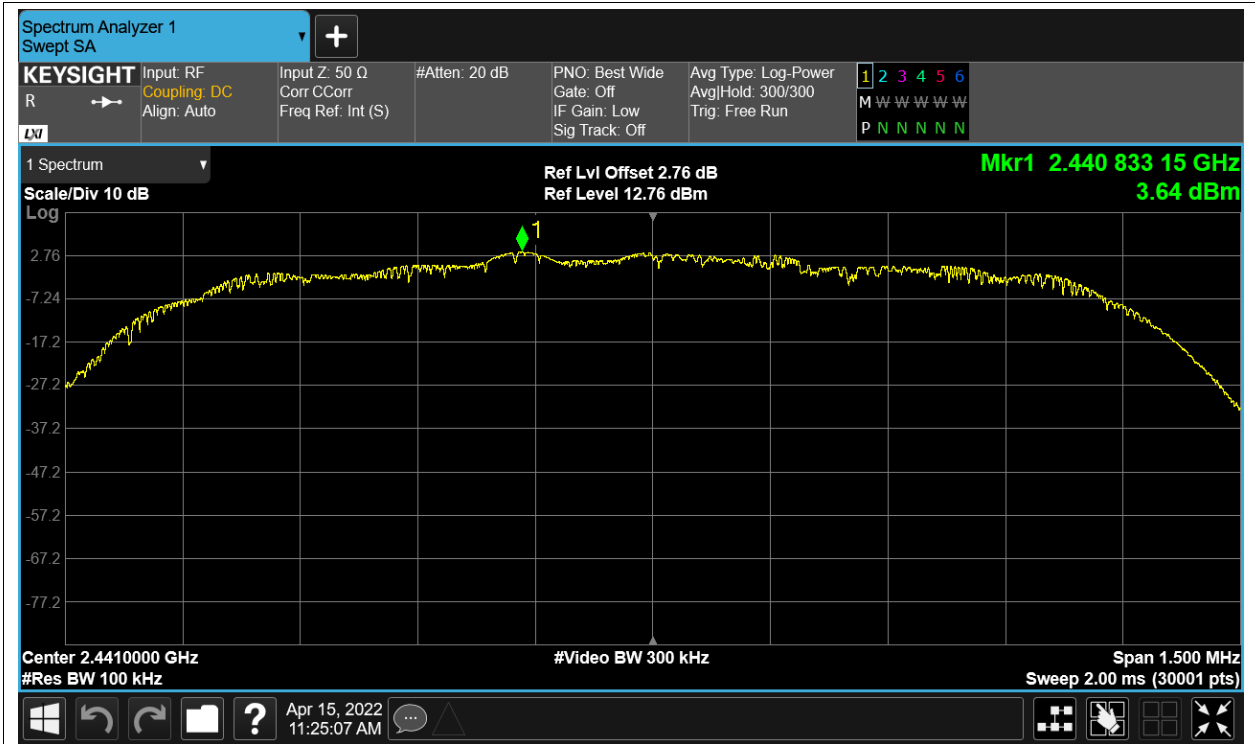 Spectrum Analyzer 1
Swept SA
KEYSIGHT
R
LXI
Input: RF
Coupling: DC
Align: Auto
Input Z: 50 Ω
Corr CCorr
Freq Ref: Int (S)
#Atten: 20 dB
PNO: Best Wide
Gate: Off
IF Gain: Low
Sig Track: Off
Avg Type: Log-Power
Avg|Hold: 300/300
Trig: Free Run
1 2 3 4 5 6
M W W W W W
P N N N N N
1 Spectrum
Scale/Div 10 dB
Log
Ref Lvl Offset 2.76 dB
Ref Level 12.76 dBm
Mkr1 2.440 833 15 GHz
3.64 dBm
1
2.76
-7.24
-17.2
-27.2
-37.2
-47.2
-57.2
-67.2
-77.2
Center 2.4410000 GHz
#Video BW 300 kHz
Span 1.500 MHz
#Res BW 100 kHz
Sweep 2.00 ms (30001 pts)
?
Apr 15, 2022
11:25:07 AM